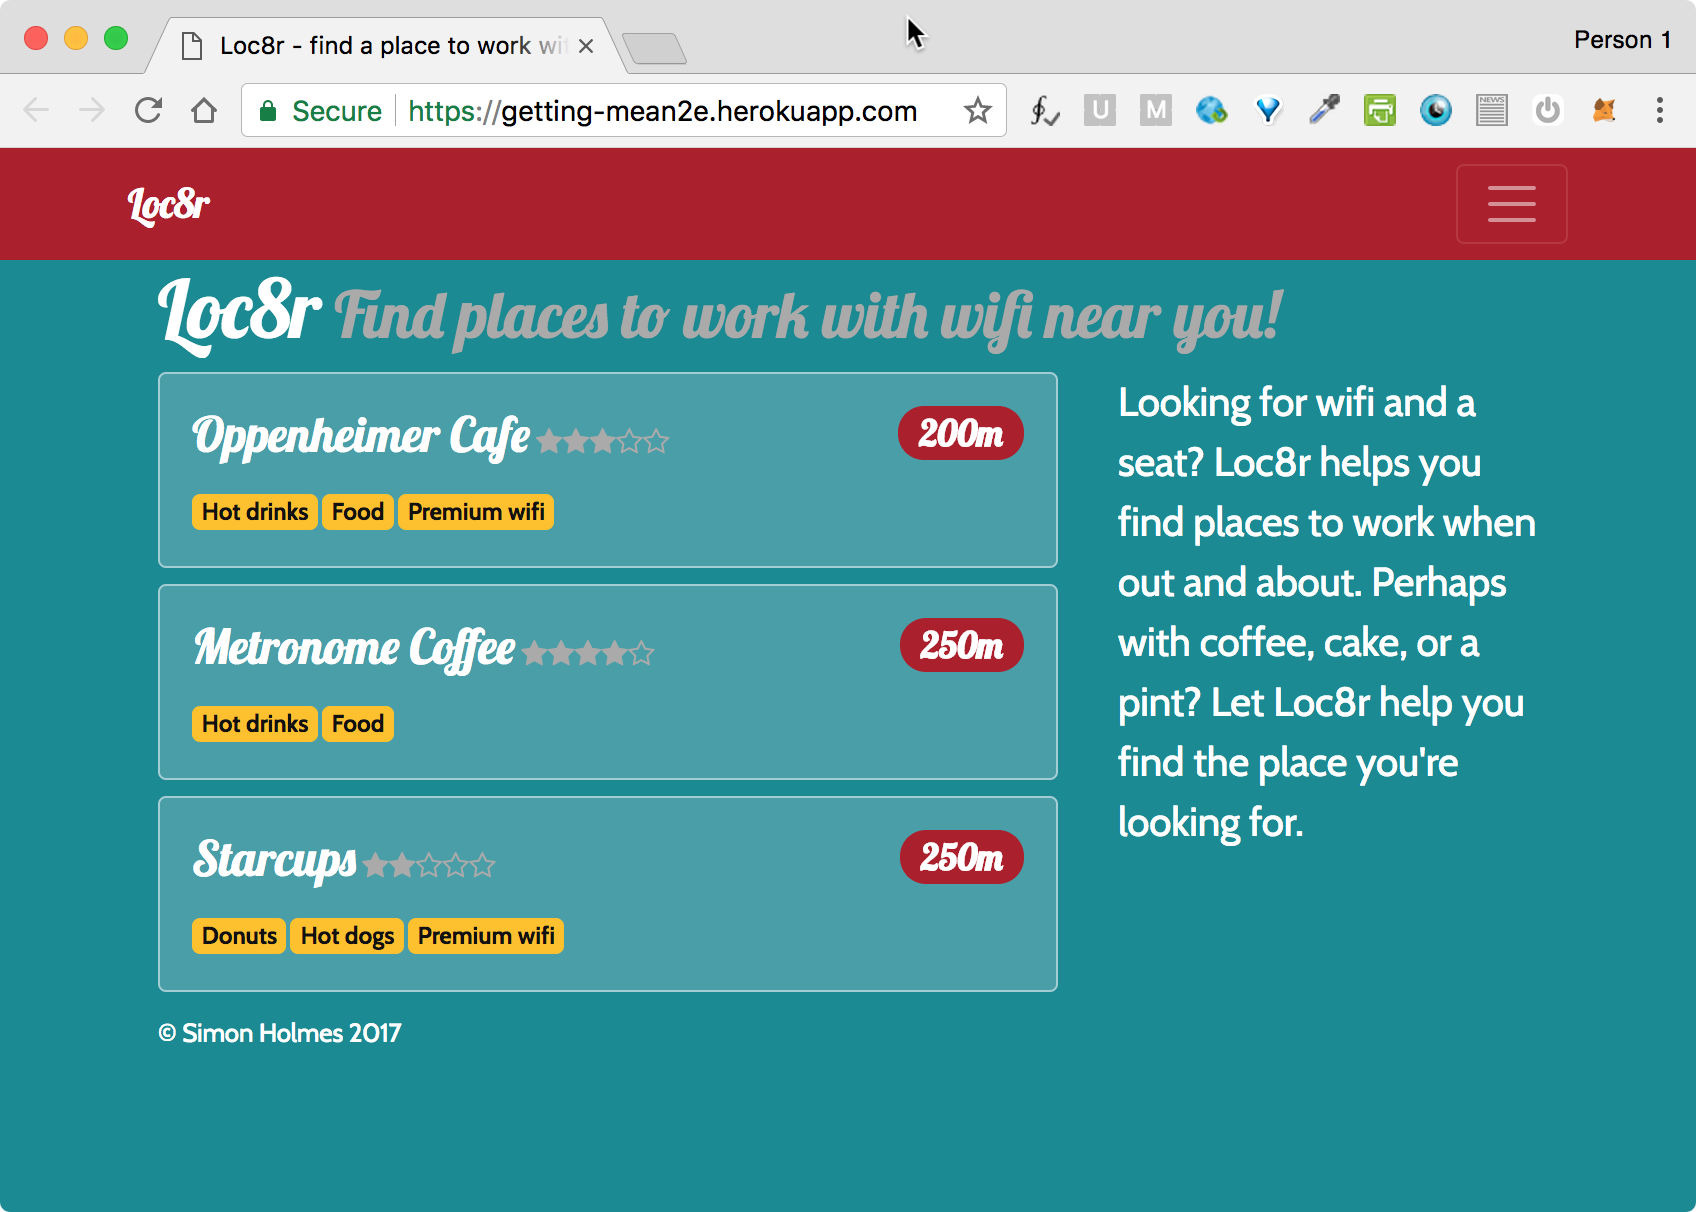 Loc8r - find a place to work wi
Person 1
Secure https://getting-mean2e.herokuapp.com
U
M
NEWS
Loc8r
Loc8r Find places to work with wifi near you!
Oppenheimer Cafe
200m
Hot drinks Food Premium wifi
Metronome Coffee
250m
Hot drinks Food
Starcups
250m
Donuts Hot dogs Premium wifi
Looking for wifi and a
seat? Loc8r helps you
find places to work when
out and about. Perhaps
with coffee, cake, or a
pint? Let Loc8r help you
find the place you're
looking for.
© Simon Holmes 2017